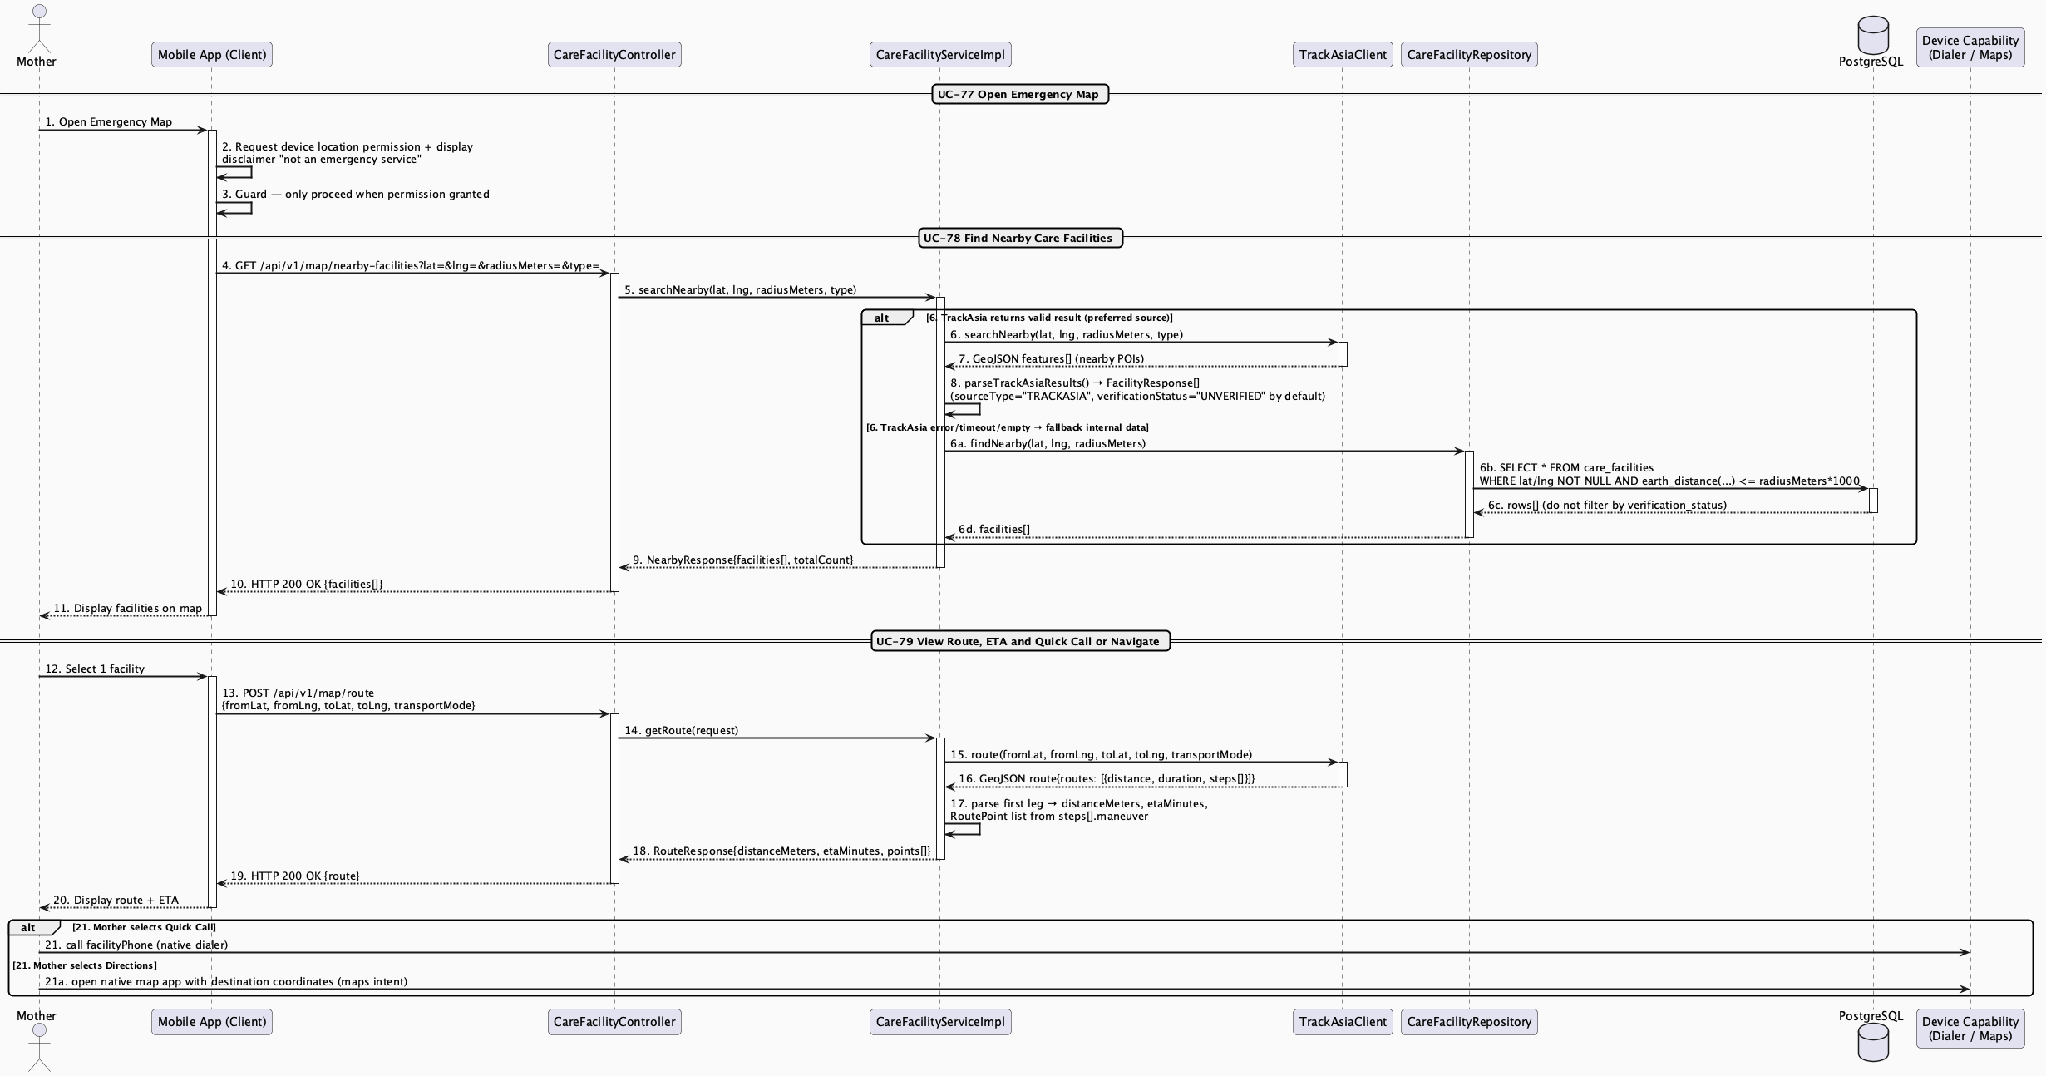 Mother
Mobile App (Client)
CareFacilityController
CareFacilityServiceImpl
TrackAsiaClient
CareFacilityRepository
PostgreSQL
Device Capability
(Dialer / Maps)
UC-77 Open Emergency Map
1. Open Emergency Map
2. Request device location permission + display
disclaimer "not an emergency service"
3. Guard — only proceed when permission granted
UC-78 Find Nearby Care Facilities
4. GET /api/v1/map/nearby-facilities?lat=&lng=&radiusMeters=&type=
5. searchNearby(lat, lng, radiusMeters, type)
alt
[6. TrackAsia returns valid result (preferred source)]
6. searchNearby(lat, lng, radiusMeters, type)
7. GeoJSON features[] (nearby POIs)
8. parseTrackAsiaResults() → FacilityResponse[]
(sourceType="TRACKASIA", verificationStatus="UNVERIFIED" by default)
[6. TrackAsia error/timeout/empty → fallback internal data]
6a. findNearby(lat, lng, radiusMeters)
6b. SELECT * FROM care_facilities
WHERE lat/lng NOT NULL AND earth_distance(...) <= radiusMeters*1000
6c. rows[] (do not filter by verification_status)
6d. facilities[]
9. NearbyResponse{facilities[], totalCount}
10. HTTP 200 OK {facilities[]}
11. Display facilities on map
UC-79 View Route, ETA and Quick Call or Navigate
12. Select 1 facility
13. POST /api/v1/map/route
{fromLat, fromLng, toLat, toLng, transportMode}
14. getRoute(request)
15. route(fromLat, fromLng, toLat, toLng, transportMode)
16. GeoJSON route{routes: [{distance, duration, steps[]}]}
17. parse first leg → distanceMeters, etaMinutes,
RoutePoint list from steps[].maneuver
18. RouteResponse{distanceMeters, etaMinutes, points[]}
19. HTTP 200 OK {route}
20. Display route + ETA
alt
[21. Mother selects Quick Call]
21. call facilityPhone (native dialer)
[21. Mother selects Directions]
21a. open native map app with destination coordinates (maps intent)
Mother
Mobile App (Client)
CareFacilityController
CareFacilityServiceImpl
TrackAsiaClient
CareFacilityRepository
PostgreSQL
Device Capability
(Dialer / Maps)